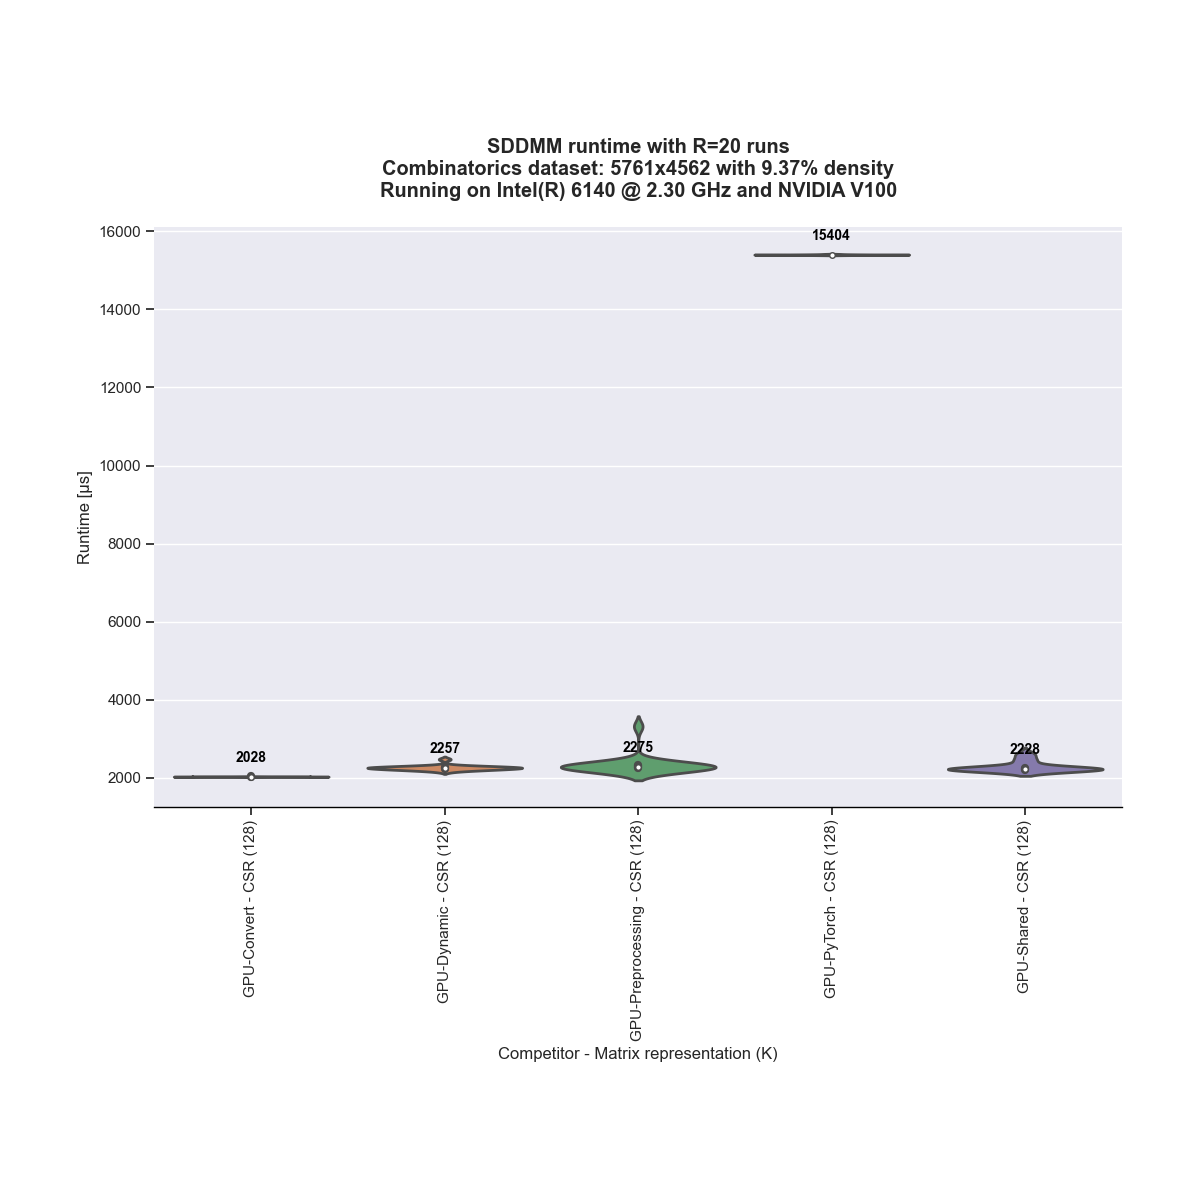 SDDMM runtime with R=20 runs
Combinatorics dataset: 5761x4562 with 9.37% density
Running on Intel(R) 6140 @ 2.30 GHz and NVIDIA V100
Runtime [μs]
16000
14000
12000
10000
8000
6000
4000
2000
2028
2257
2275
15404
2228
GPU-Convert - CSR (128)
GPU-Dynamic - CSR (128)
GPU-Preprocessing - CSR (128)
GPU-PyTorch - CSR (128)
GPU-Shared - CSR (128)
Competitor - Matrix representation (K)